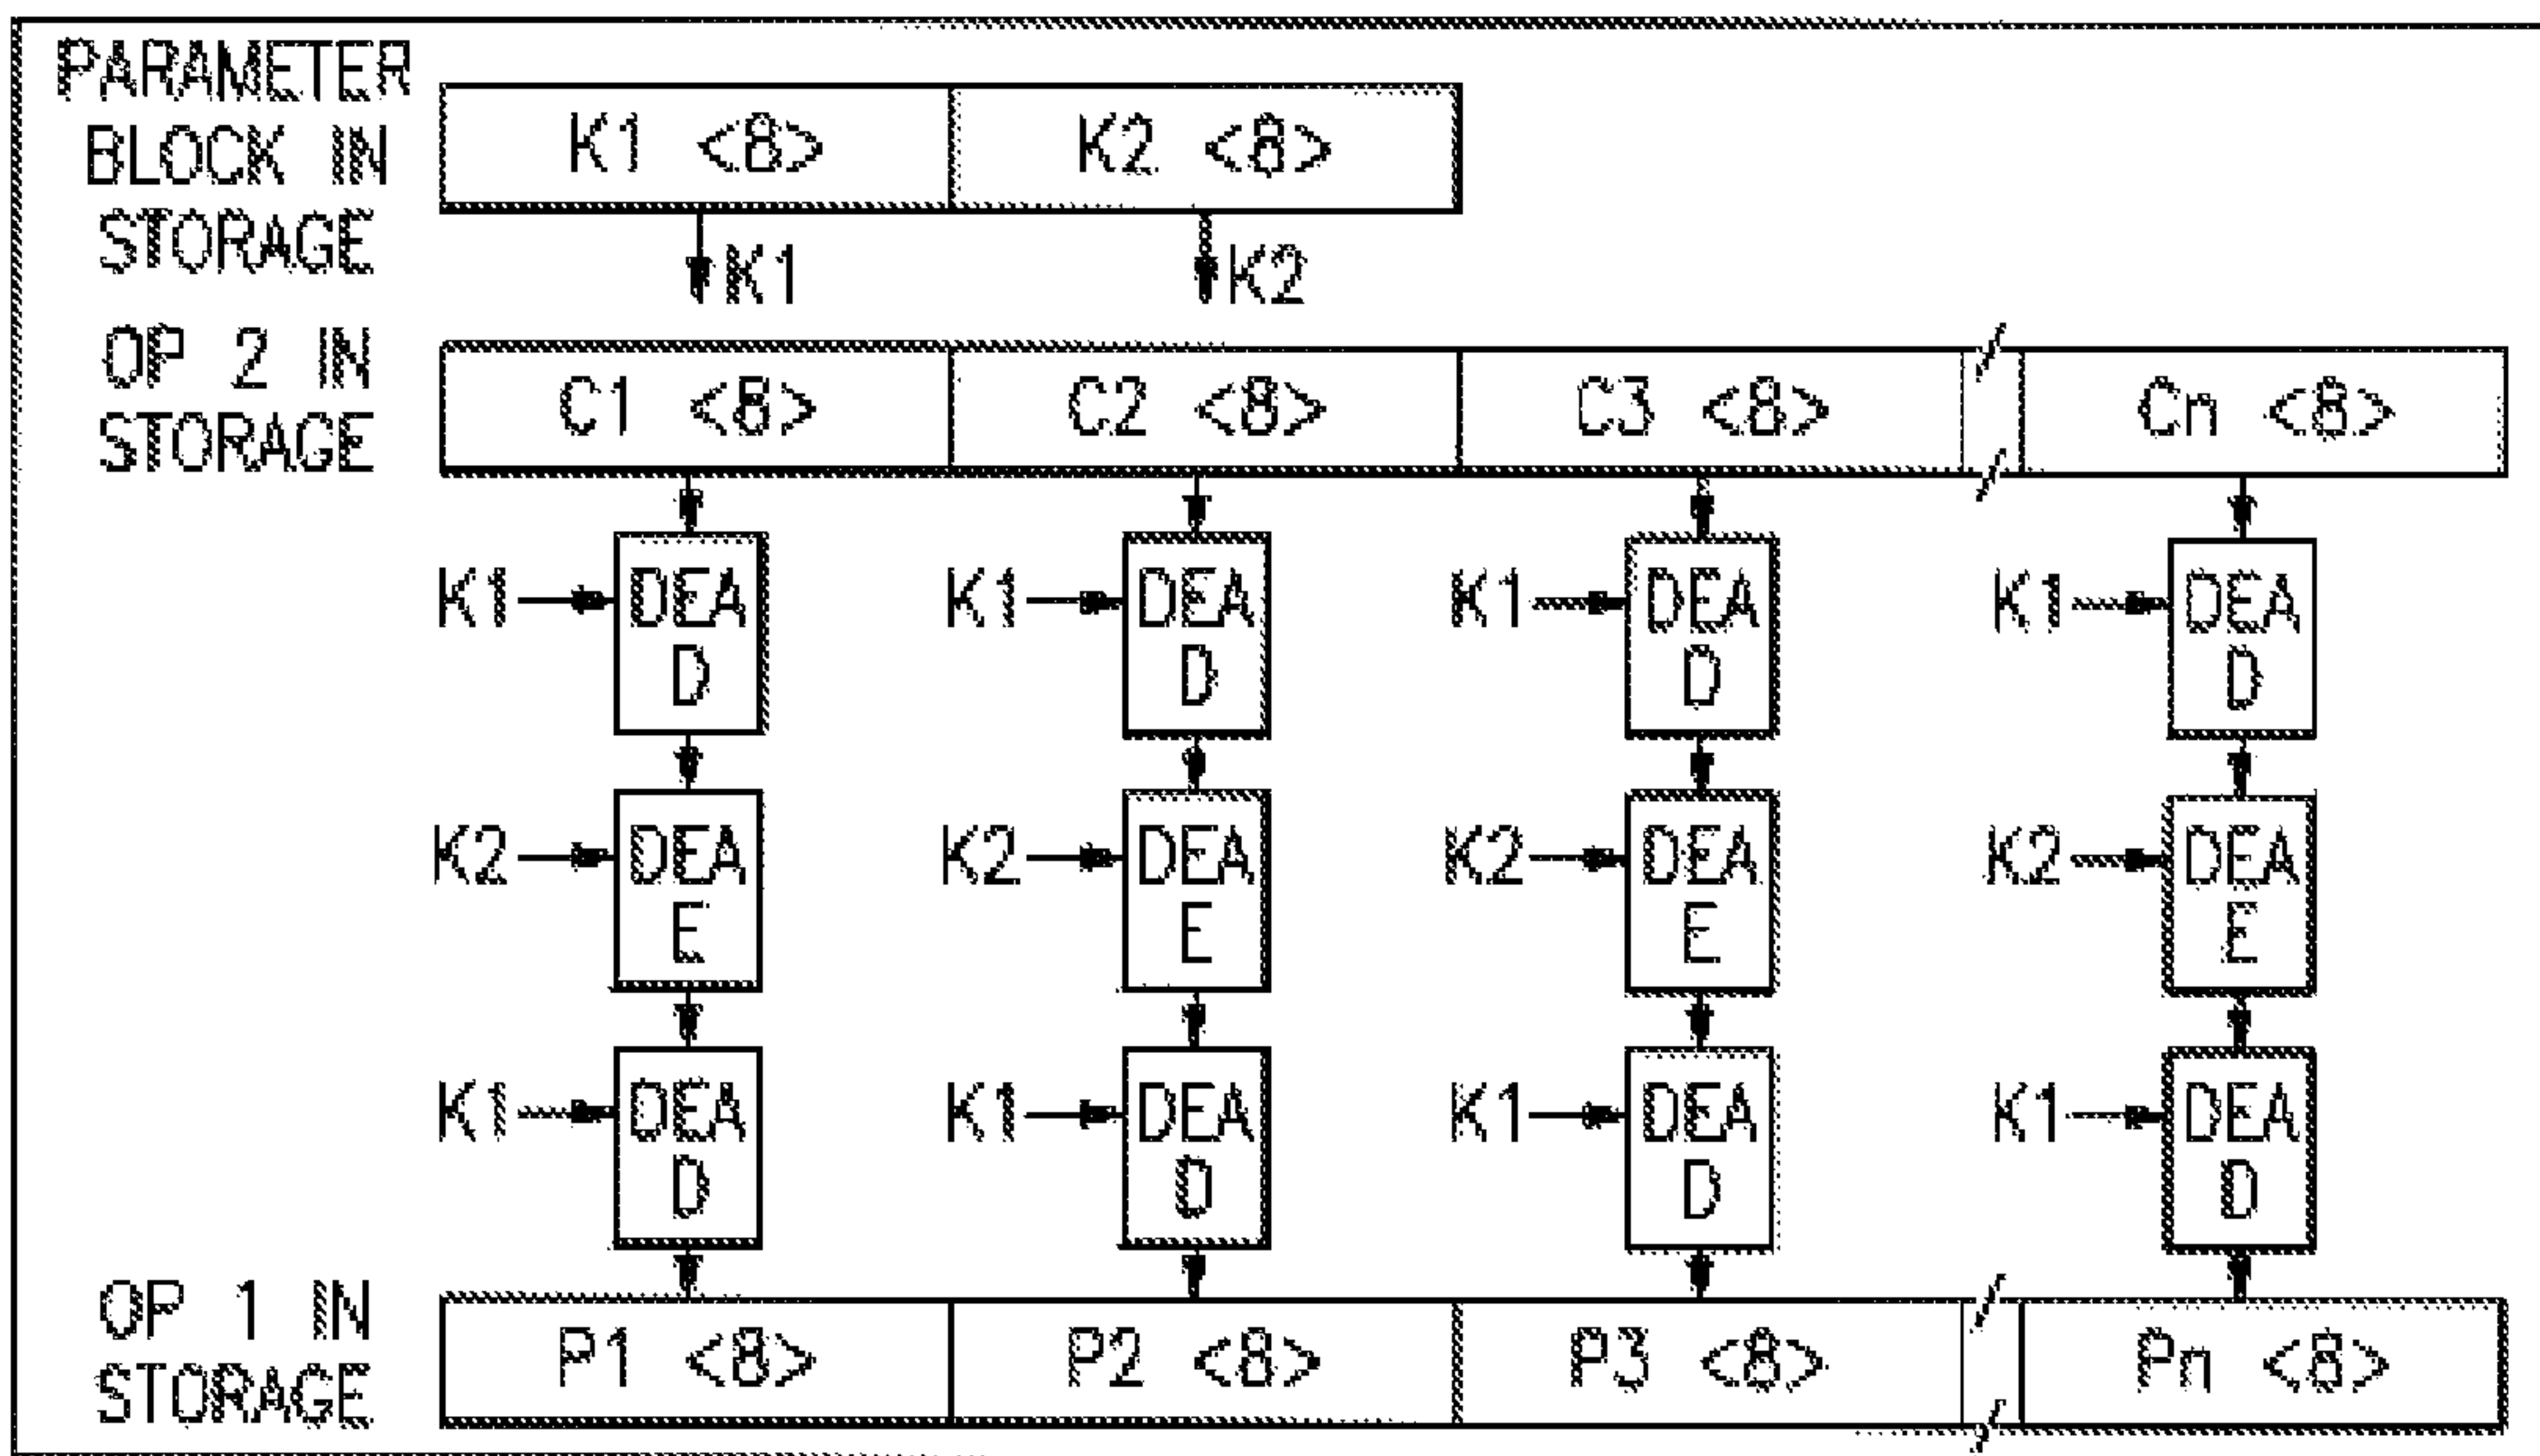 PARAMETER
BLOCK IN
STORAGE
K1 <8> K2 <8>
K1 K2
OP 2 IN
STORAGE
C1 <8> C2 <8> C3 <8> Cn <8>
K1 DEA K1 DEA K1 DEA K1 DEA
D D D D
K2 DEA K2 DEA K2 DEA K2 DEA
E E E E
K1 DEA K1 DEA K1 DEA K1 DEA
D D D D
OP 1 IN
STORAGE
P1 <8> P2 <8> P3 <8> Pn <8>